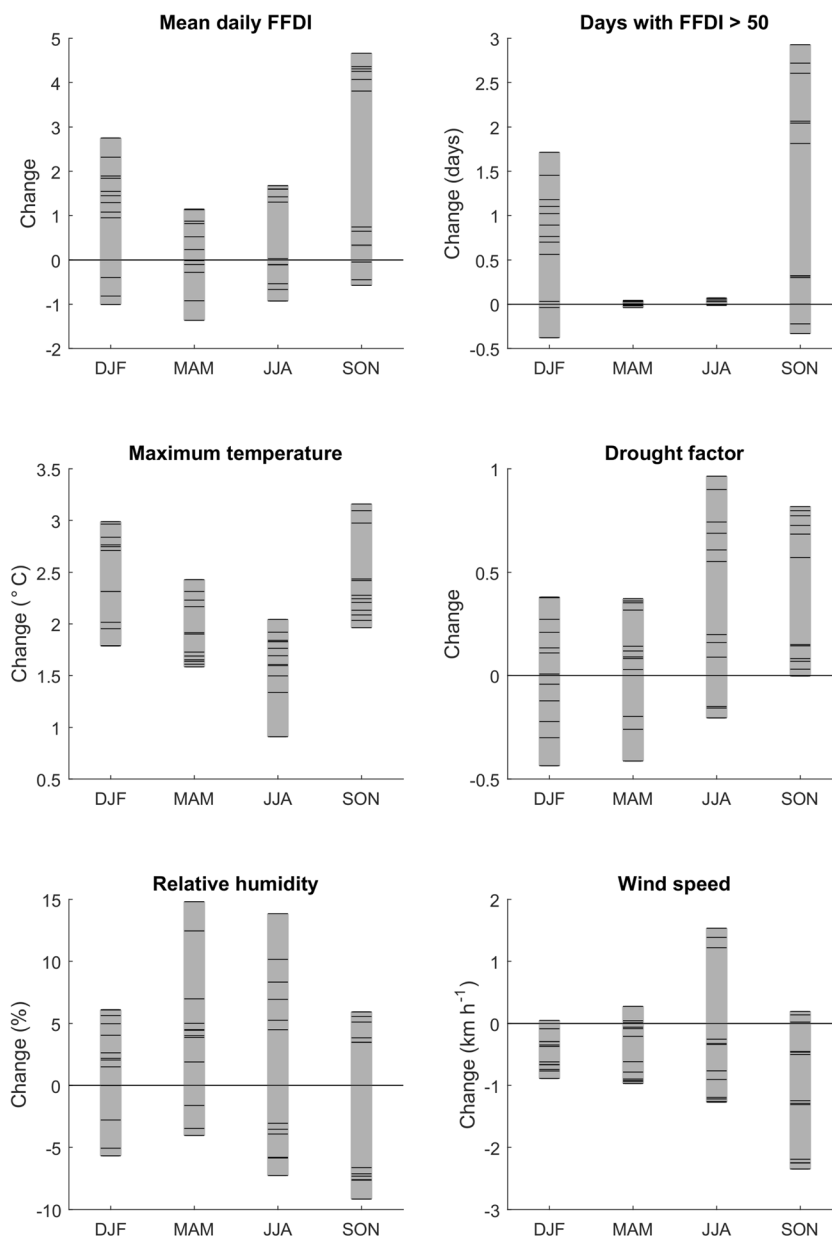 Mean daily FFDI
Change
5
4
3
2
1
0
-1
-2
DJF MAM JJA SON
Days with FFDI > 50
Change (days)
3
2.5
2
1.5
1
0.5
0
-0.5
DJF MAM JJA SON
Maximum temperature
Change (°C)
3.5
3
2.5
2
1.5
1
0.5
DJF MAM JJA SON
Drought factor
Change
1
0.5
0
-0.5
DJF MAM JJA SON
Relative humidity
Change (%)
15
10
5
0
-5
-10
DJF MAM JJA SON
Wind speed
Change (km h⁻¹)
2
1
0
-1
-2
-3
DJF MAM JJA SON